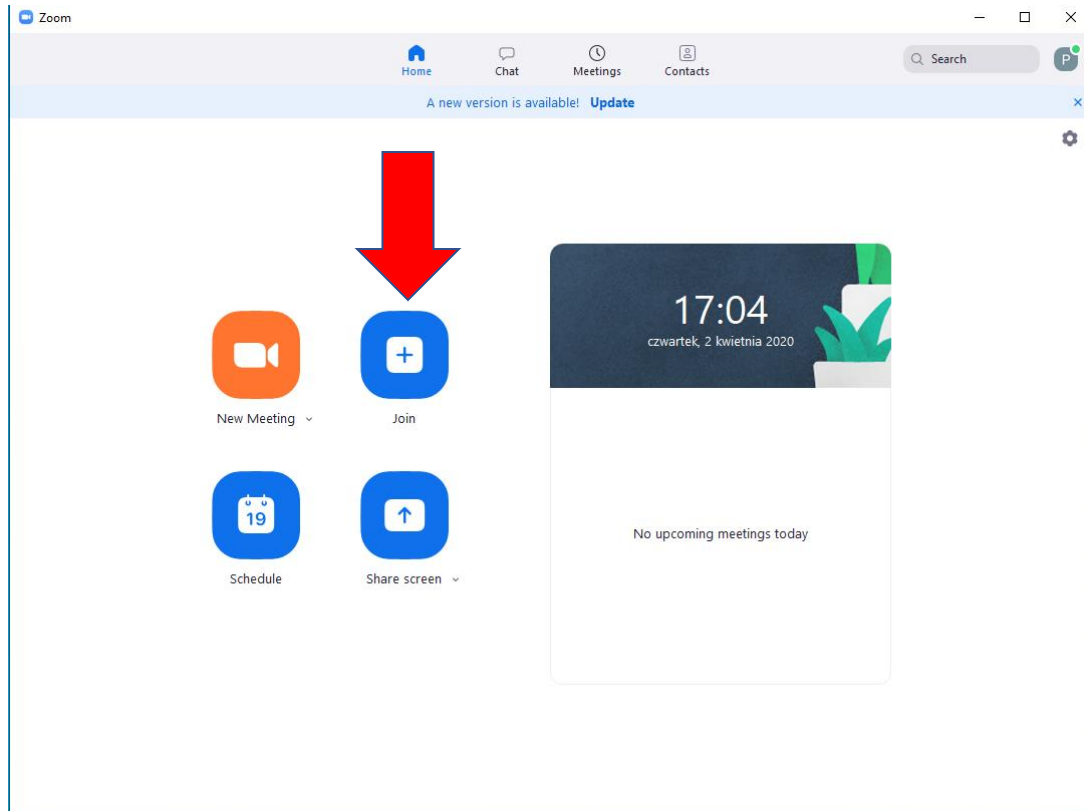 Zoom
Home
Chat
Meetings
Contacts
Search
P
A new version is available! Update
17:04
czwartek, 2 kwietnia 2020
New Meeting
Join
19
Schedule
Share screen
No upcoming meetings today